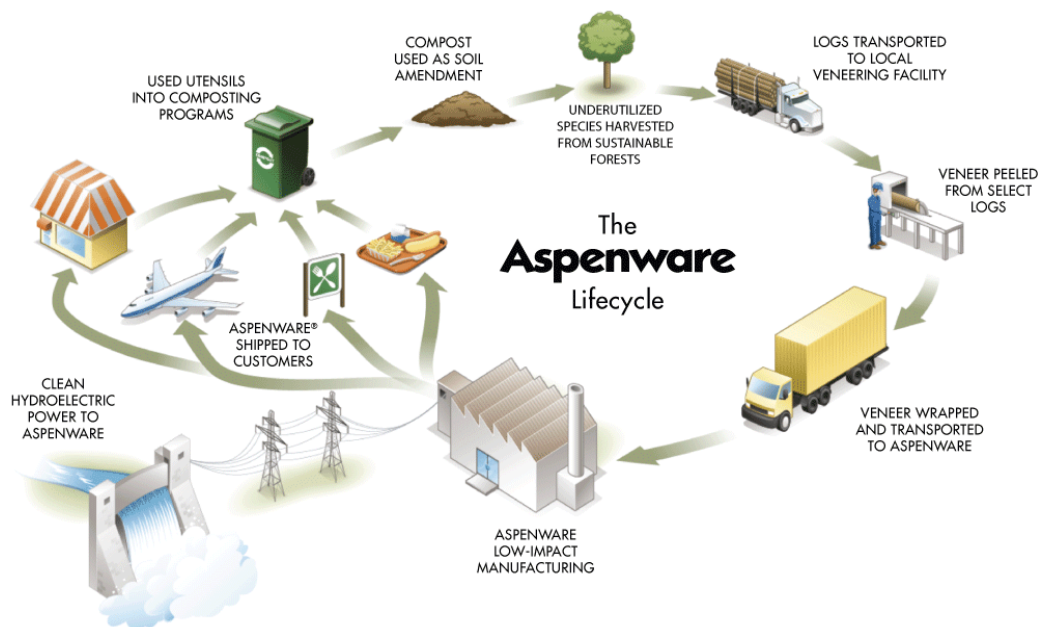 The
Aspenware
Lifecycle
COMPOST
USED AS SOIL
AMENDMENT
UNDERUTILIZED
SPECIES HARVESTED
FROM SUSTAINABLE
FORESTS
LOGS TRANSPORTED
TO LOCAL
VENEERING FACILITY
VENEER PEELED
FROM SELECT
LOGS
VENEER WRAPPED
AND TRANSPORTED
TO ASPENWARE
ASPENWARE
LOW-IMPACT
MANUFACTURING
CLEAN
HYDROELECTRIC
POWER TO
ASPENWARE
ASPENWARE®
SHIPPED TO
CUSTOMERS
USED UTENSILS
INTO COMPOSTING
PROGRAMS